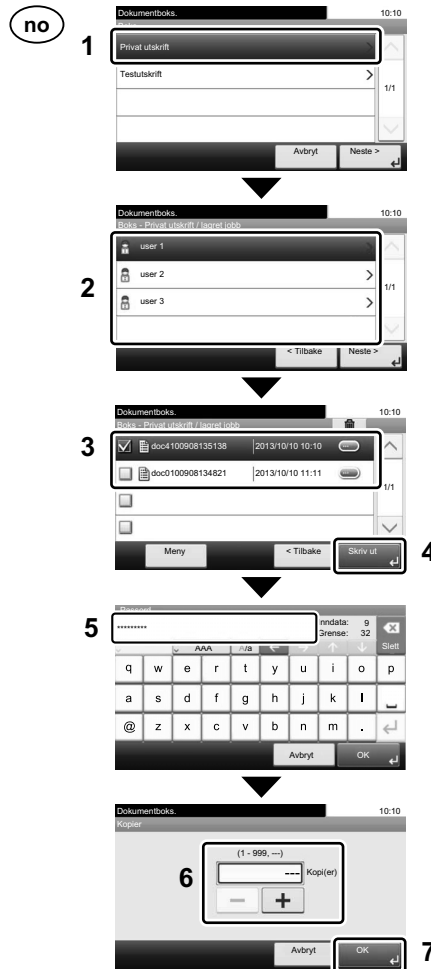 no
1
Dokumentboks. 10:10
Boks
Privat utskrift
Testutskrift
1/1
Avbryt Neste >
2
Dokumentboks. 10:10
Boks - Privat utskrift / lagret jobb
user 1
user 2
user 3
1/1
< Tilbake Neste >
3
Dokumentboks. 10:10
Boks - Privat utskrift / lagret jobb
doc4100908135138 2013/10/10 10:10
doc0100908134821 2013/10/10 11:11
1/1
Meny < Tilbake Skriv ut
4
5
Passord
********* Inndata: 9
Grense: 32
AAA A/a Slett
q w e r t y u i o p
a s d f g h j k l
@ z x c v b n m .
Avbryt OK
6
Dokumentboks. 10:10
Kopier
(1 - 999, ---)
--- Kopi(er)
− +
Avbryt OK
7